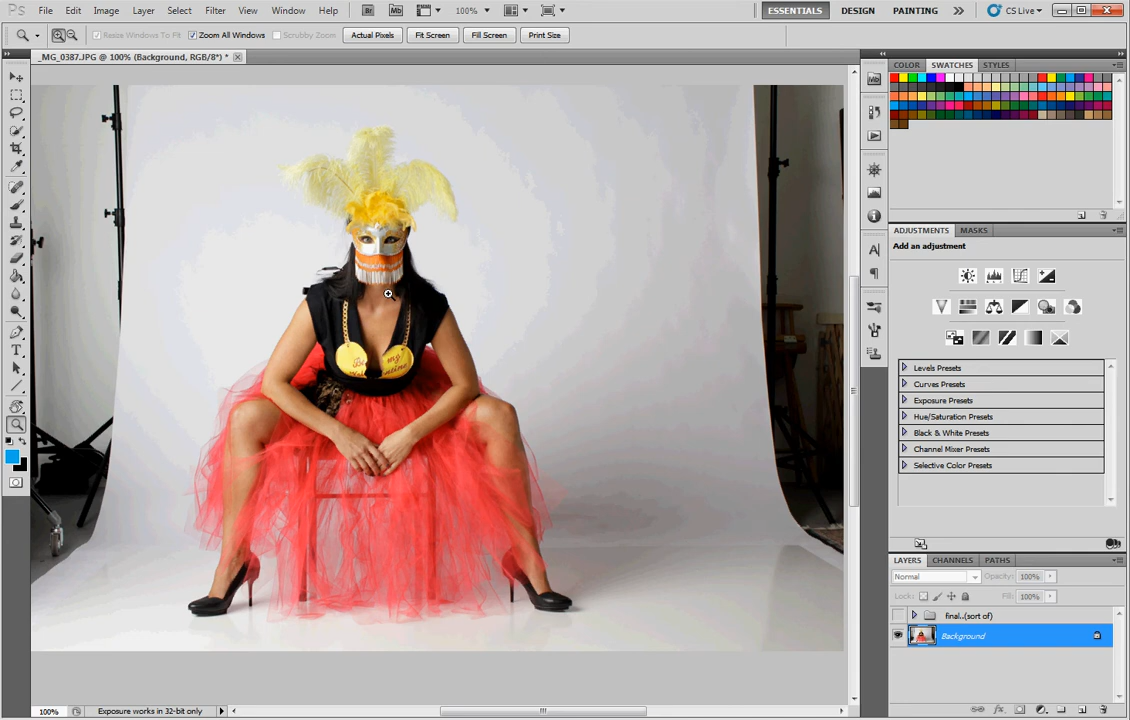 Ps File Edit Image Layer Select Filter Analysis 3D View Window Help Br Mb 100% ESSENTIALS DESIGN PAINTING CS Live
Resize Windows To Fit Zoom All Windows Scrubby Zoom Actual Pixels Fit Screen Fill Screen Print Size
_MG_0387.JPG @ 100% (Background, RGB/8*) *
COLOR SWATCHES STYLES
ADJUSTMENTS MASKS
Add an adjustment
Levels Presets
Curves Presets
Exposure Presets
Hue/Saturation Presets
Black & White Presets
Channel Mixer Presets
Selective Color Presets
LAYERS CHANNELS PATHS
Normal Opacity: 100%
Locks: Fill: 100%
final..(sort of)
Background
100% Exposure works in 32-bit only